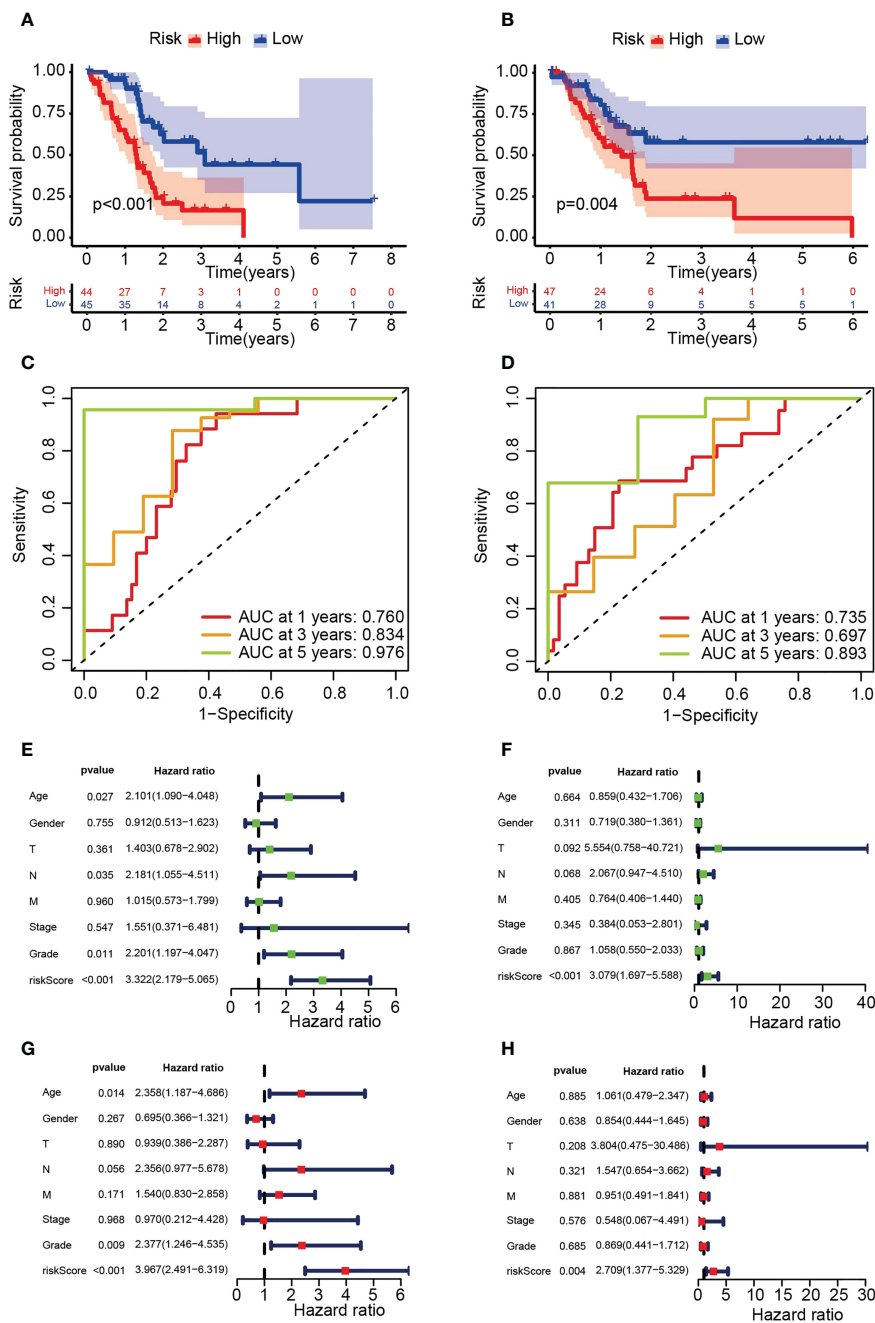 A
Risk High Low
Survival probability
1.00
0.75
0.50
0.25
0.00
p<0.001
0 1 2 3 4 5 6 7 8
Time(years)
Risk
High 44 27 7 3 1 0 0 0 0
Low 45 35 14 8 4 2 1 1 0
0 1 2 3 4 5 6 7 8
Time(years)
B
Risk High Low
Survival probability
1.00
0.75
0.50
0.25
0.00
p=0.004
0 1 2 3 4 5 6
Time(years)
Risk
High 47 24 6 4 1 1 0
Low 41 28 9 5 5 5 1
0 1 2 3 4 5 6
Time(years)
C
Sensitivity
1.0
0.8
0.6
0.4
0.2
0.0
AUC at 1 years: 0.760
AUC at 3 years: 0.834
AUC at 5 years: 0.976
0.0 0.2 0.4 0.6 0.8 1.0
1−Specificity
D
Sensitivity
1.0
0.8
0.6
0.4
0.2
0.0
AUC at 1 years: 0.735
AUC at 3 years: 0.697
AUC at 5 years: 0.893
0.0 0.2 0.4 0.6 0.8 1.0
1−Specificity
E
pvalue Hazard ratio
Age 0.027 2.101(1.090−4.048)
Gender 0.755 0.912(0.513−1.623)
T 0.361 1.403(0.678−2.902)
N 0.035 2.181(1.055−4.511)
M 0.960 1.015(0.573−1.799)
Stage 0.547 1.551(0.371−6.481)
Grade 0.011 2.201(1.197−4.047)
riskScore <0.001 3.322(2.179−5.065)
0 1 2 3 4 5 6
Hazard ratio
F
pvalue Hazard ratio
Age 0.664 0.859(0.432−1.706)
Gender 0.311 0.719(0.380−1.361)
T 0.092 5.554(0.758−40.721)
N 0.068 2.067(0.947−4.510)
M 0.405 0.764(0.406−1.440)
Stage 0.345 0.384(0.053−2.801)
Grade 0.867 1.058(0.550−2.033)
riskScore <0.001 3.079(1.697−5.588)
0 10 20 30 40
Hazard ratio
G
pvalue Hazard ratio
Age 0.014 2.358(1.187−4.686)
Gender 0.267 0.695(0.366−1.321)
T 0.890 0.939(0.386−2.287)
N 0.056 2.356(0.977−5.678)
M 0.171 1.540(0.830−2.858)
Stage 0.968 0.970(0.212−4.428)
Grade 0.009 2.377(1.246−4.535)
riskScore <0.001 3.967(2.491−6.319)
0 1 2 3 4 5 6
Hazard ratio
H
pvalue Hazard ratio
Age 0.885 1.061(0.479−2.347)
Gender 0.638 0.854(0.444−1.645)
T 0.208 3.804(0.475−30.486)
N 0.321 1.547(0.654−3.662)
M 0.881 0.951(0.491−1.841)
Stage 0.576 0.548(0.067−4.491)
Grade 0.685 0.869(0.441−1.712)
riskScore 0.004 2.709(1.377−5.329)
0 5 10 15 20 25 30
Hazard ratio